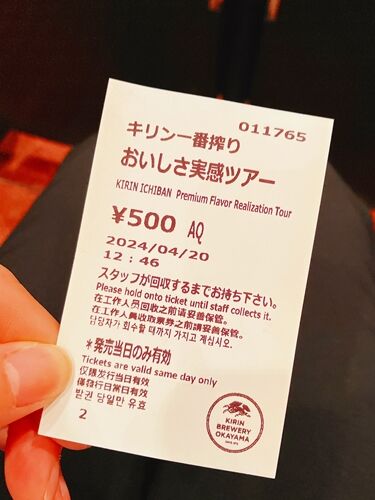 011765
キリン一番搾り
おいしさ実感ツアー
KIRIN ICHIBAN Premium Flavor Realization Tour
¥500 AQ
2024/04/20
12:46
スタッフが回収するまでお持ち下さい。
Please hold onto ticket until staff collects it.
在工作人员回收之前请妥善保管。
在工作人員收取票券之前請妥善保管。
담당자가 회수할 때까지 가지고 계십시오.
*発売当日のみ有効
Tickets are valid same day only
仅限发行当日有效
僅發行日當日有效
발권 당일만 유효
2
KIRIN
BREWERY
OKAYAMA